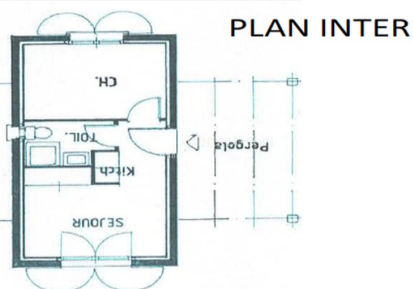 PLAN INTER
CH.
TOIL.
Pergola
Kitch
SEJOUR